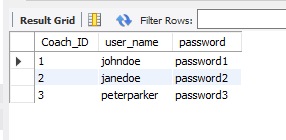 Result Grid Filter Rows:
Coach_ID user_name password
1 johndoe password1
2 janedoe password2
3 peterparker password3